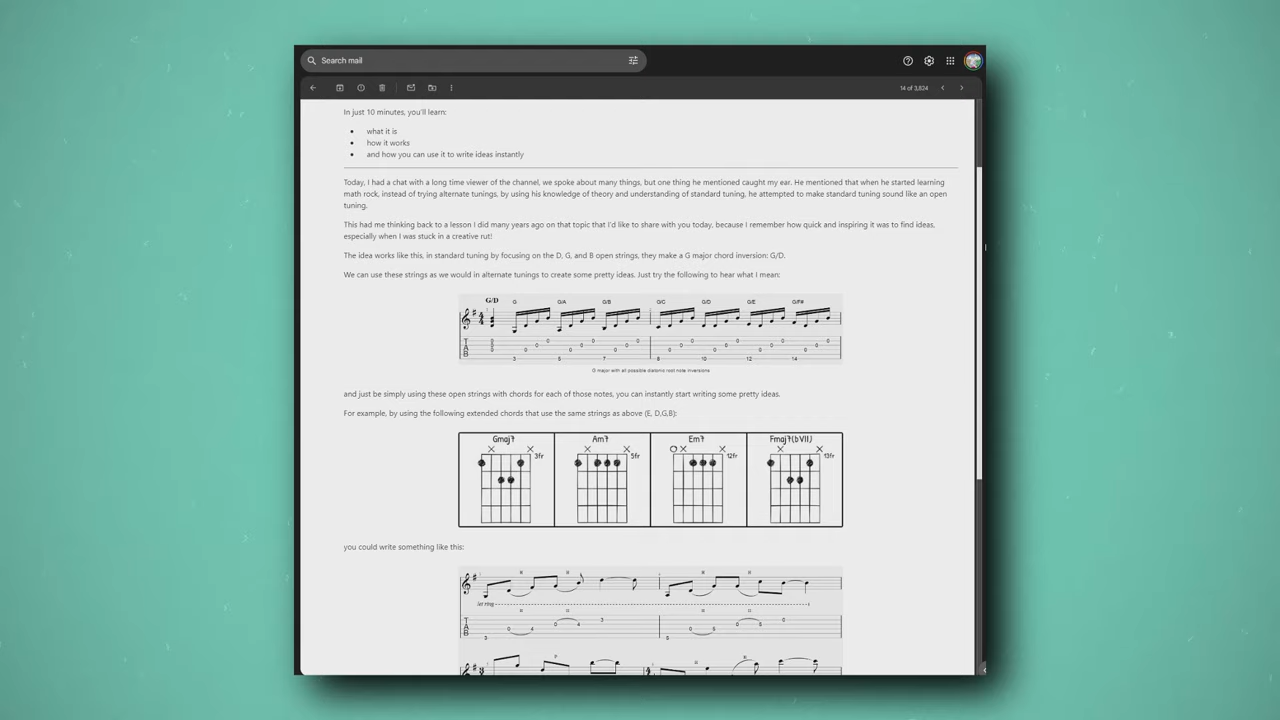 Search mail
14 of 3,824
In just 10 minutes, you'll learn:
what it is
how it works
and how you can use it to write ideas instantly
Today, I had a chat with a long time viewer of the channel, we spoke about many things, but one thing he mentioned caught my ear. He mentioned that when he started learning
math rock, instead of trying alternate tunings, by using his knowledge of theory and understanding of standard tuning, he attempted to make standard tuning sound like an open
tuning.
This had me thinking back to a lesson I did many years ago on that topic that I'd like to share with you today, because I remember how quick and inspiring it was to find ideas,
especially when I was stuck in a creative rut!
The idea works like this, in standard tuning by focusing on the D, G, and B open strings, they make a G major chord inversion: G/D.
We can use these strings as we would in alternate tunings to create some pretty ideas. Just try the following to hear what I mean:
G/D G G/A G/B G/C G/D G/E G/F#
3 5 7 8 10 12 14
G major with all possible diatonic root note inversions
and just be simply using these open strings with chords for each of those notes, you can instantly start writing some pretty ideas.
For example, by using the following extended chords that use the same strings as above (E, D,G,B):
Gmaj7 Am7 Em7 Fmaj7(bVII)
3fr 5fr 12fr 13fr
you could write something like this:
let ring